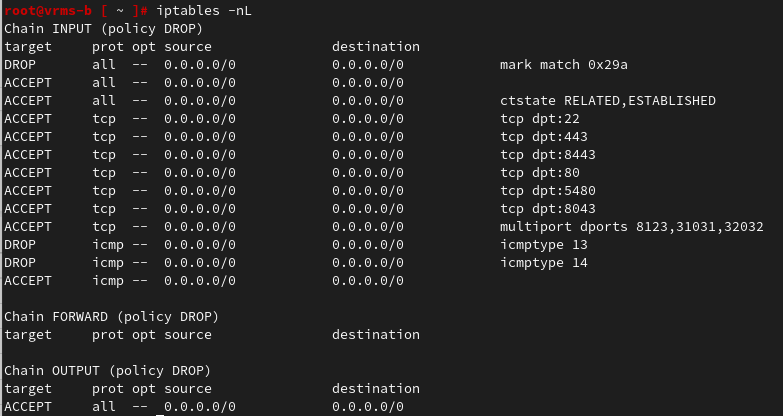 root@vrms-b [ ~ ]# iptables -nL
Chain INPUT (policy DROP)
target     prot opt source               destination
DROP       all  --  0.0.0.0/0            0.0.0.0/0            mark match 0x29a
ACCEPT     all  --  0.0.0.0/0            0.0.0.0/0
ACCEPT     all  --  0.0.0.0/0            0.0.0.0/0            ctstate RELATED,ESTABLISHED
ACCEPT     tcp  --  0.0.0.0/0            0.0.0.0/0            tcp dpt:22
ACCEPT     tcp  --  0.0.0.0/0            0.0.0.0/0            tcp dpt:443
ACCEPT     tcp  --  0.0.0.0/0            0.0.0.0/0            tcp dpt:8443
ACCEPT     tcp  --  0.0.0.0/0            0.0.0.0/0            tcp dpt:80
ACCEPT     tcp  --  0.0.0.0/0            0.0.0.0/0            tcp dpt:5480
ACCEPT     tcp  --  0.0.0.0/0            0.0.0.0/0            tcp dpt:8043
ACCEPT     tcp  --  0.0.0.0/0            0.0.0.0/0            multiport dports 8123,31031,32032
DROP       icmp --  0.0.0.0/0            0.0.0.0/0            icmptype 13
DROP       icmp --  0.0.0.0/0            0.0.0.0/0            icmptype 14
ACCEPT     icmp --  0.0.0.0/0            0.0.0.0/0

Chain FORWARD (policy DROP)
target     prot opt source               destination

Chain OUTPUT (policy DROP)
target     prot opt source               destination
ACCEPT     all  --  0.0.0.0/0            0.0.0.0/0